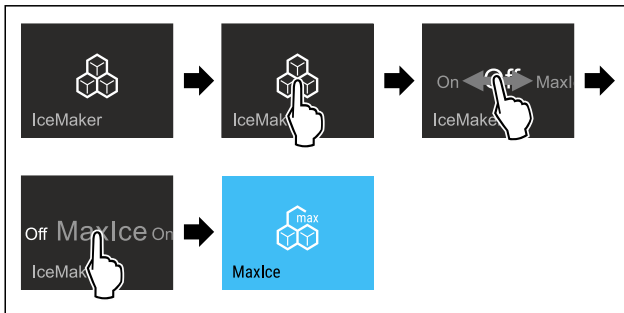 IceMaker
IceMak
On Off MaxI
IceMake
Off MaxIce On
IceMak
max
MaxIce